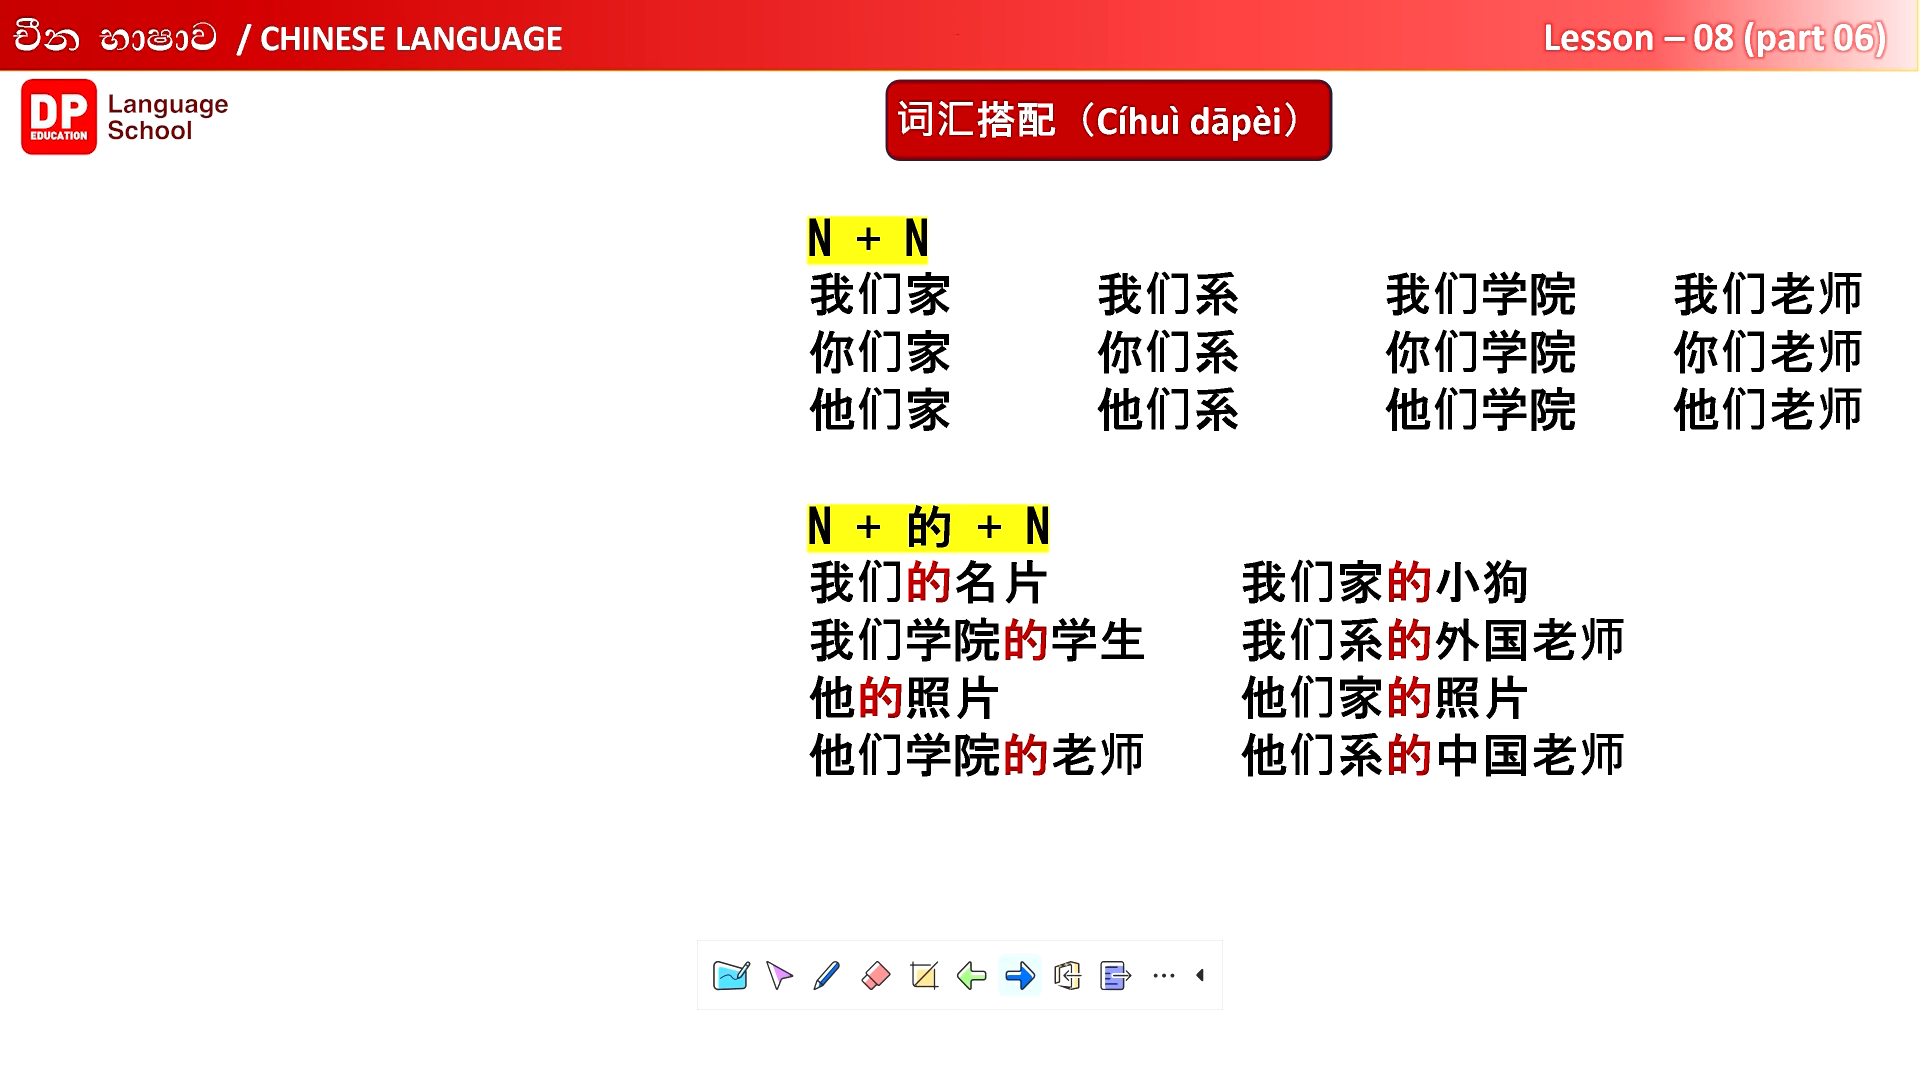 චීන භාෂාව / CHINESE LANGUAGE
Lesson – 08 (part 06)
DP
EDUCATION
Language
School
词汇搭配（Cíhuì dāpèi）
N + N
我们家 我们系 我们学院 我们老师
你们家 你们系 你们学院 你们老师
他们家 他们系 他们学院 他们老师
N + 的 + N
我们的名片 我们家的小狗
我们学院的学生 我们系的外国老师
他的照片 他们家的照片
他们学院的老师 他们系的中国老师